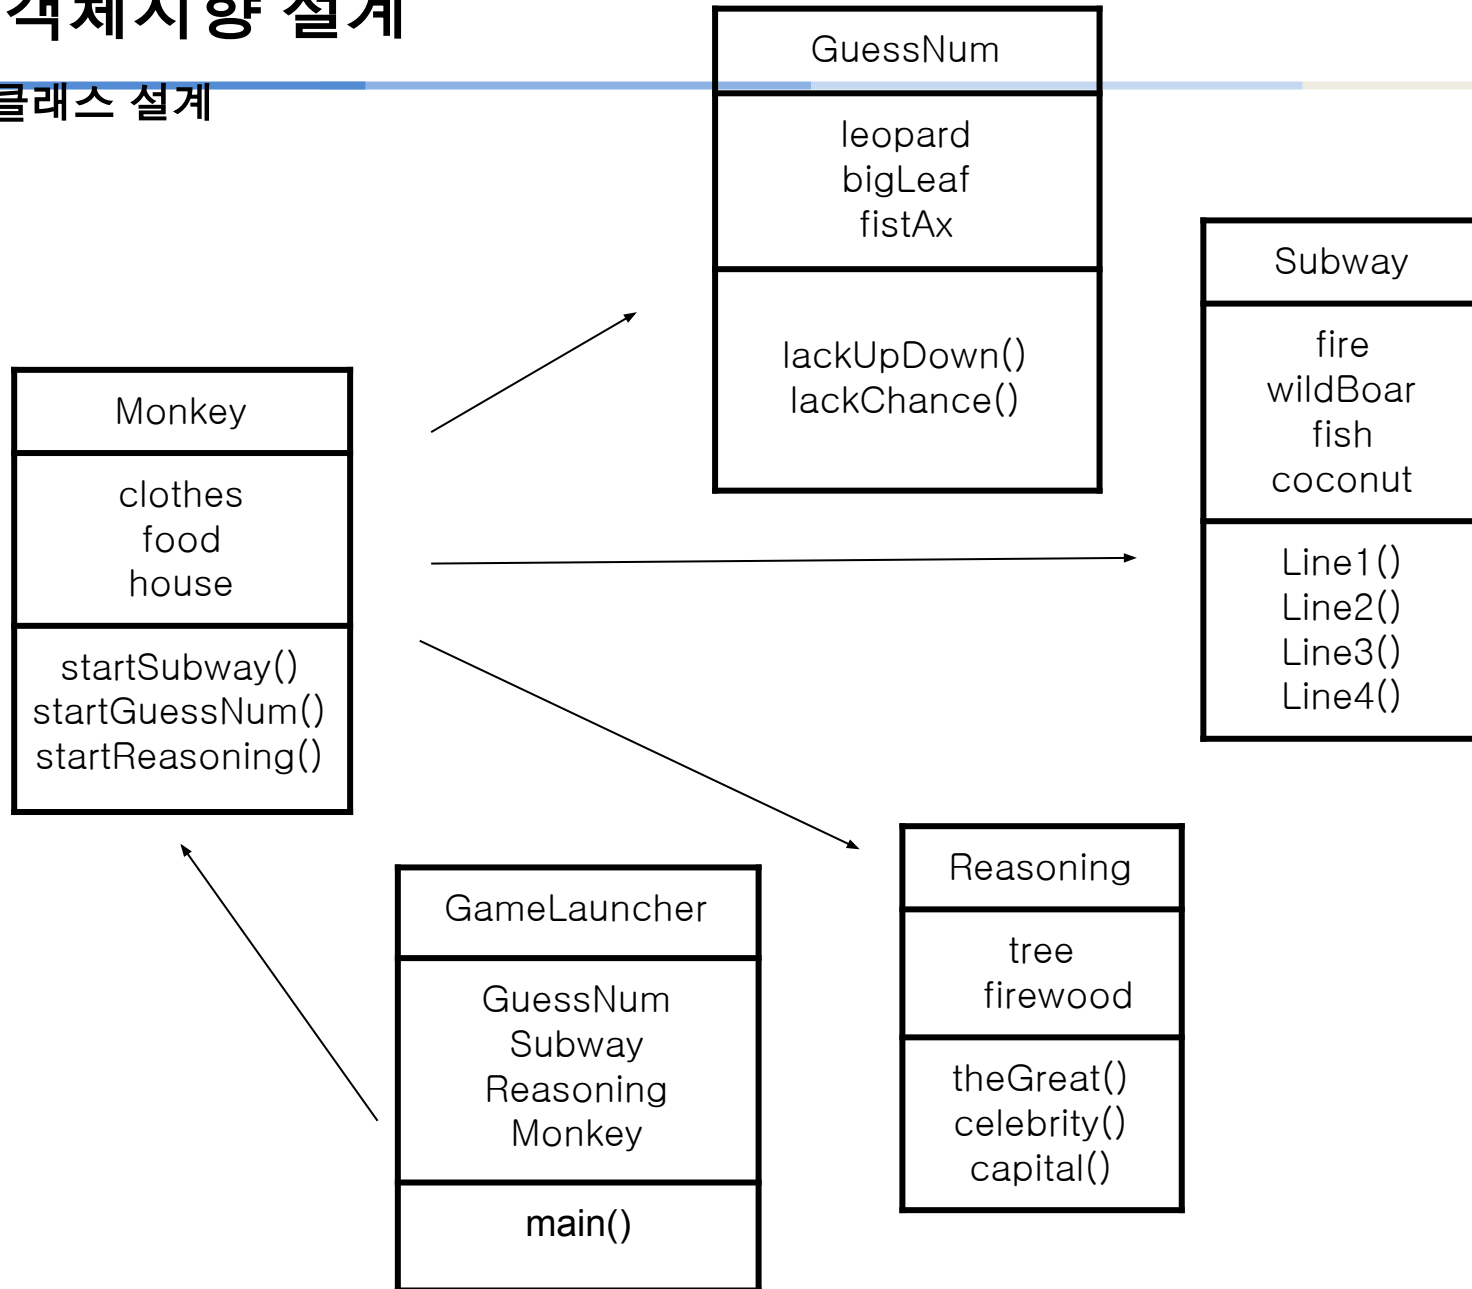 객체지향 설계
클래스 설계
GuessNum
leopard
bigLeaf
fistAx
lackUpDown()
lackChance()
Subway
fire
wildBoar
fish
coconut
Line1()
Line2()
Line3()
Line4()
Monkey
clothes
food
house
startSubway()
startGuessNum()
startReasoning()
GameLauncher
GuessNum
Subway
Reasoning
Monkey
main()
Reasoning
tree
firewood
theGreat()
celebrity()
capital()